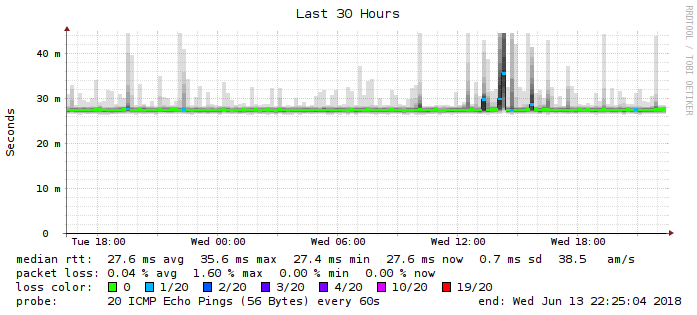 Last 30 Hours
RRDTOOL / TOBI OETIKER
Seconds
40 m
30 m
20 m
10 m
0
Tue 18:00 Wed 00:00 Wed 06:00 Wed 12:00 Wed 18:00
median rtt: 27.6 ms avg 35.6 ms max 27.4 ms min 27.6 ms now 0.7 ms sd 38.5 am/s
packet loss: 0.04 % avg 1.60 % max 0.00 % min 0.00 % now
loss color: 0 1/20 2/20 3/20 4/20 10/20 19/20
probe: 20 ICMP Echo Pings (56 Bytes) every 60s end: Wed Jun 13 22:25:04 2018